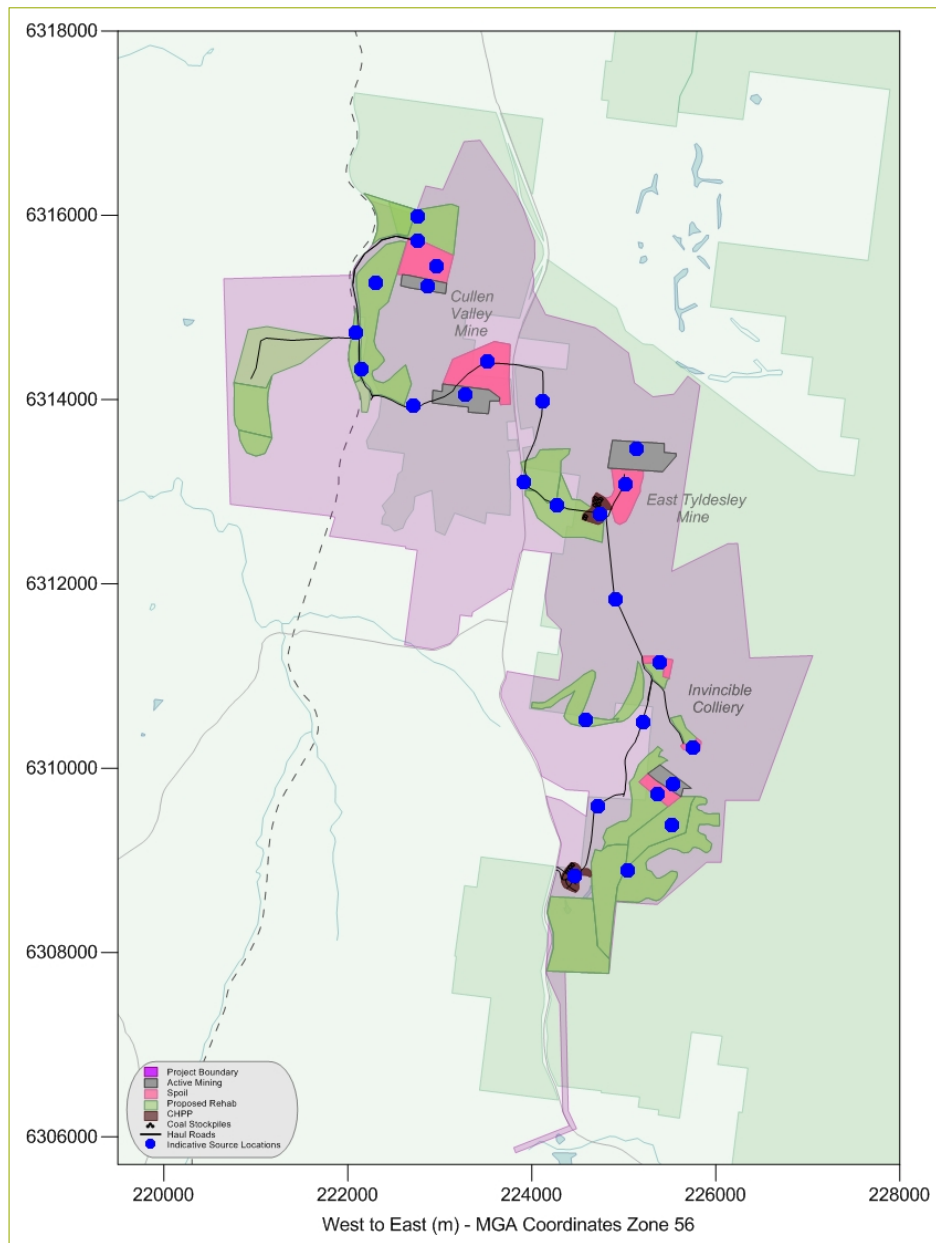 6318000
6316000
6314000
6312000
6310000
6308000
6306000
Cullen
Valley
Mine
East Tyldesley
Mine
Invincible
Colliery
Project Boundary
Active Mining
Spoil
Proposed Rehab
CHPP
Coal Stockpiles
Haul Roads
Indicative Source Locations
220000 222000 224000 226000 228000
West to East (m) - MGA Coordinates Zone 56